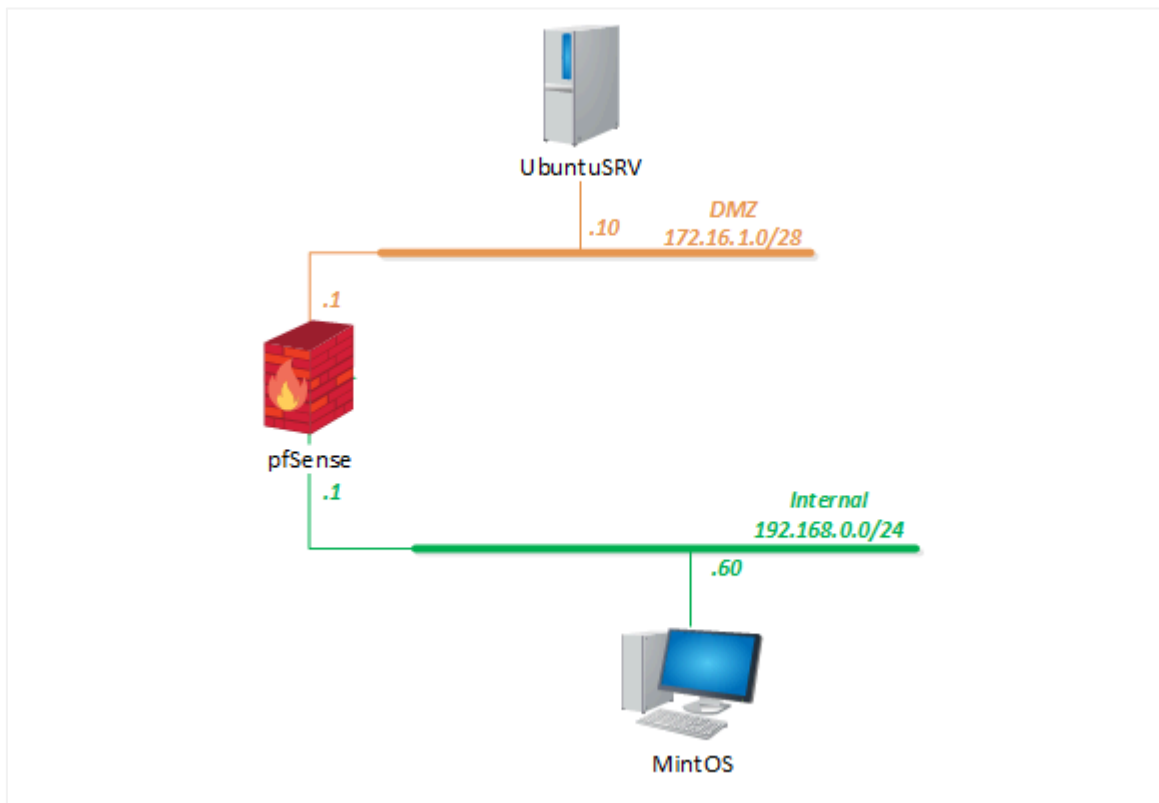 UbuntuSRV
.10
DMZ
172.16.1.0/28
.1
pfSense
.1
Internal
192.168.0.0/24
.60
MintOS